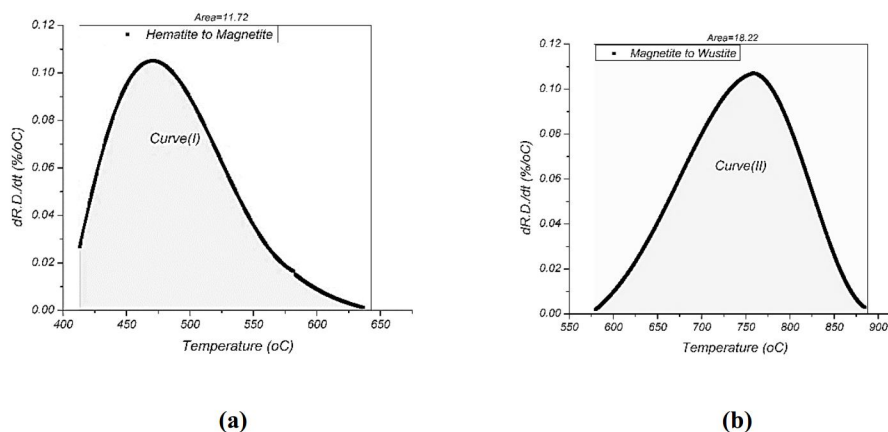 Area=11.72
Hematite to Magnetite
Curve(I)
dR.D./dt (%/oC)
0.12
0.10
0.08
0.06
0.04
0.02
0.00
400 450 500 550 600 650
Temperature (oC)
(a)
Area=18.22
Magnetite to Wustite
Curve(II)
dR.D./dt (%/oC)
0.12
0.10
0.08
0.06
0.04
0.02
0.00
550 600 650 700 750 800 850 900
Temperature (oC)
(b)